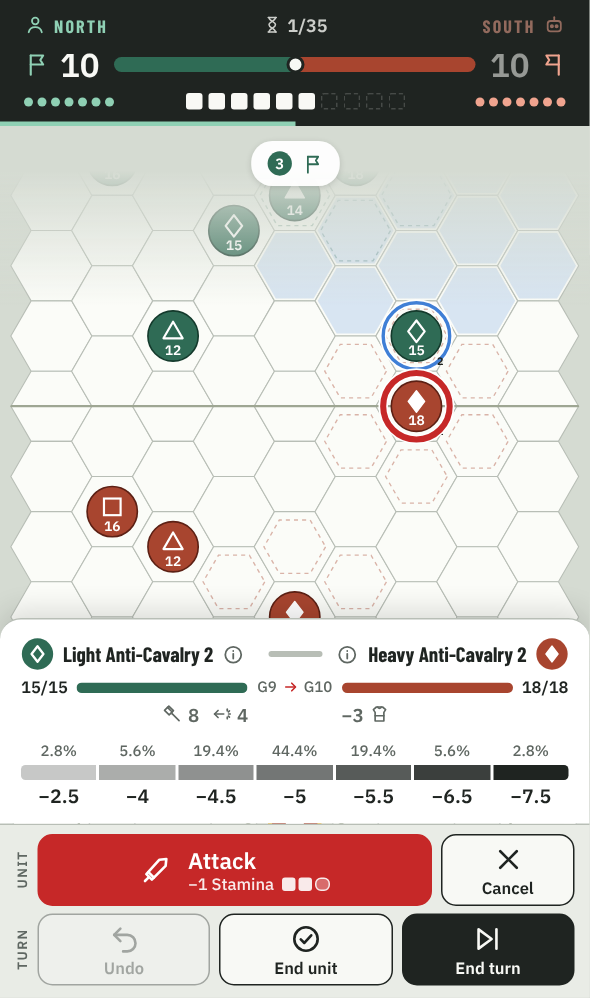 NORTH
1/35
SOUTH
10
10
3
14
15
12
15
2
18
16
12
Light Anti-Cavalry 2
Heavy Anti-Cavalry 2
15/15
G9 → G10
18/18
8
4
−3
2.8%
5.6%
19.4%
44.4%
19.4%
5.6%
2.8%
−2.5
−4
−4.5
−5
−5.5
−6.5
−7.5
UNIT
Attack
−1 Stamina
Cancel
TURN
Undo
End unit
End turn